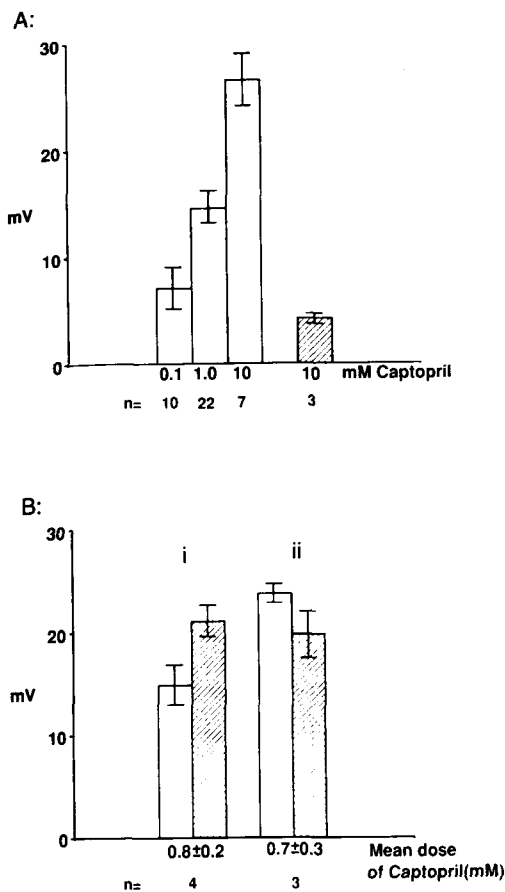 A:
30
20
mV
10
0
0.1 1.0 10 10 mM Captopril
n= 10 22 7 3
B:
30
i ii
20
mV
10
0
0.8±0.2 0.7±0.3 Mean dose
of Captopril(mM)
n= 4 3